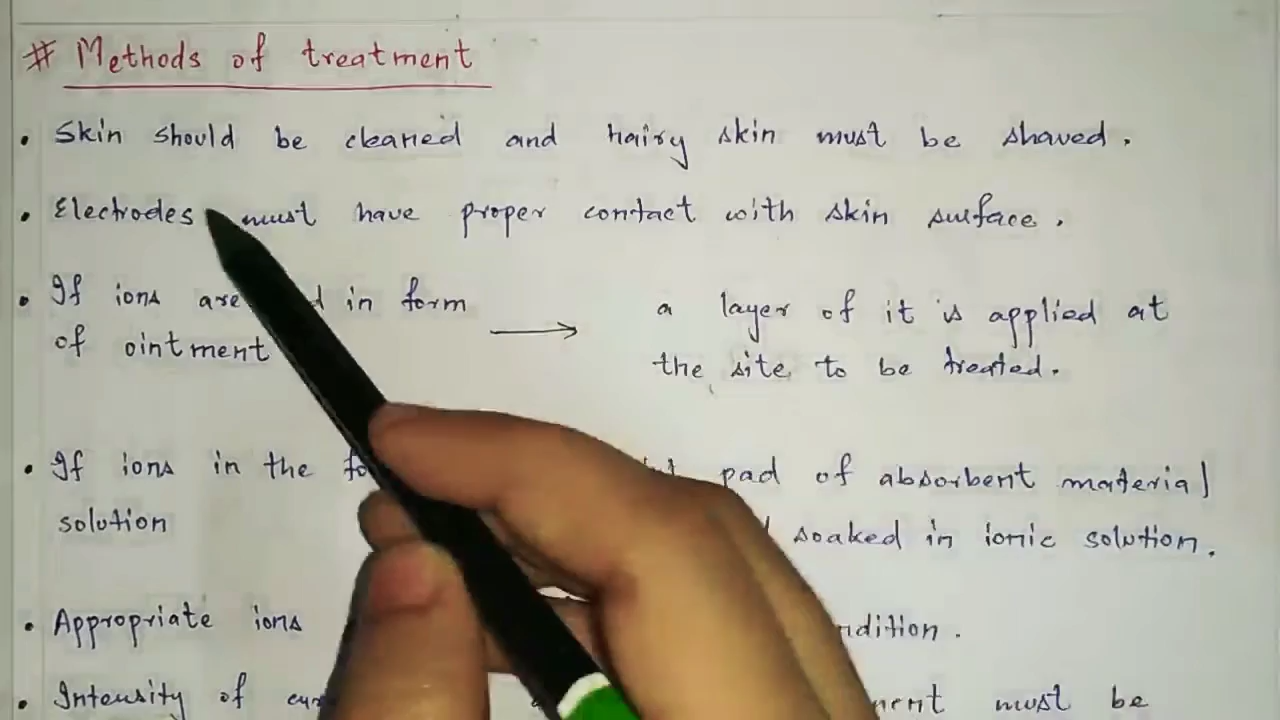 # Methods of treatment
• Skin should be cleaned and hairy skin must be shaved.
• Electrodes must have proper contact with skin surface.
• If ions are in form of ointment → a layer of it is applied at the site to be treated.
• If ions in the
solution
pad of absorbent material
soaked in ionic solution.
• Appropriate ions
• Intensity of must be